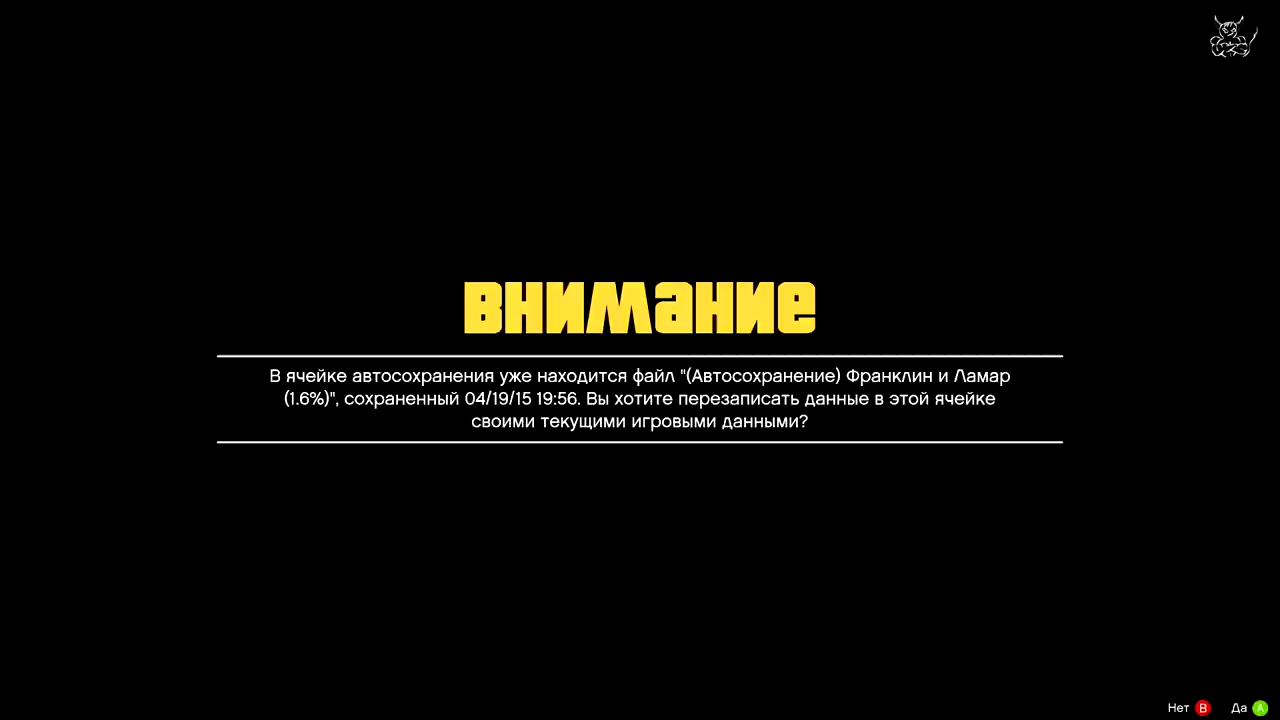 внимание
В ячейке автосохранения уже находится файл "(Автосохранение) Франклин и Ламар
(1.6%)", сохраненный 04/19/15 19:56. Вы хотите перезаписать данные в этой ячейке
своими текущими игровыми данными?
Нет B Да A